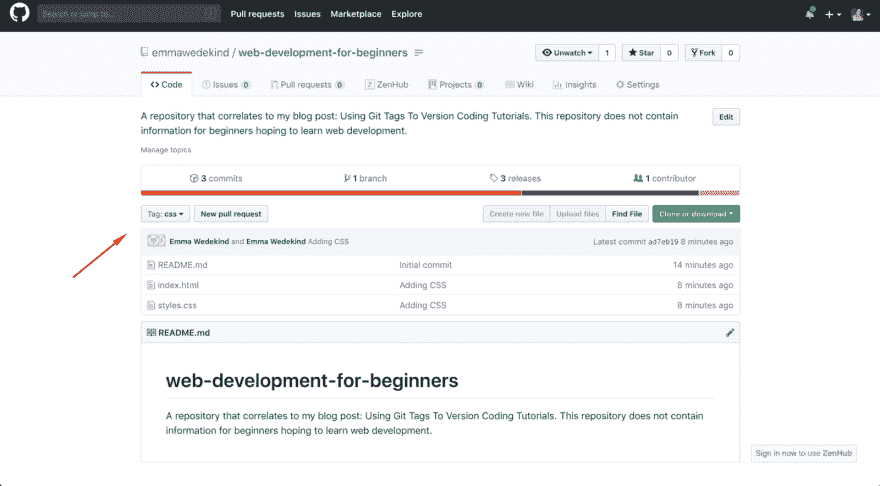 Search or jump to... /
Pull requests Issues Marketplace Explore
emmawedekind / web-development-for-beginners
Unwatch 1 Star 0 Fork 0
Code Issues 0 Pull requests 0 ZenHub Projects 0 Wiki Insights Settings
A repository that correlates to my blog post: Using Git Tags To Version Coding Tutorials. This repository does not contain
information for beginners hoping to learn web development.
Edit
Manage topics
3 commits 1 branch 3 releases 1 contributor
Tag: css New pull request Create new file Upload files Find File Clone or download
Emma Wedekind and Emma Wedekind Adding CSS Latest commit ad7eb19 8 minutes ago
README.md Initial commit 14 minutes ago
index.html Adding CSS 8 minutes ago
styles.css Adding CSS 8 minutes ago
README.md
web-development-for-beginners
A repository that correlates to my blog post: Using Git Tags To Version Coding Tutorials. This repository does not contain
information for beginners hoping to learn web development.
Sign in now to use ZenHub